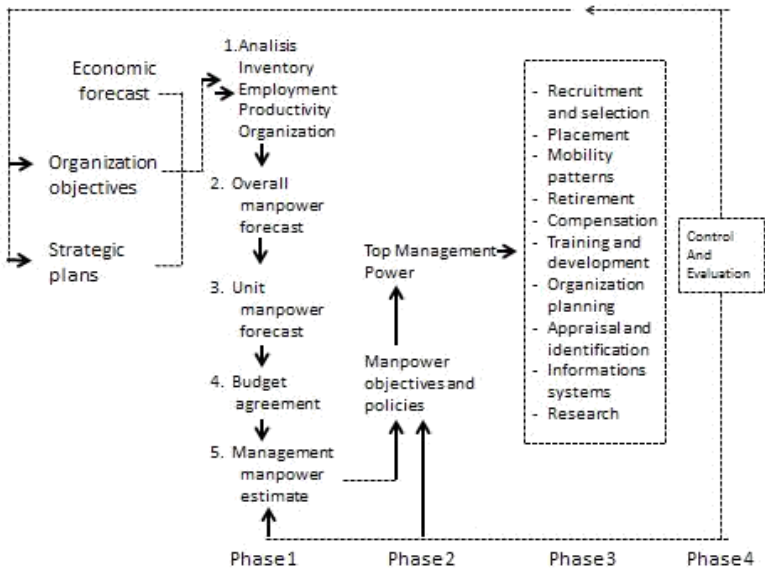 Economic
forecast
Organization
objectives
Strategic
plans
1.Analisis
Inventory
Employment
Productivity
Organization
2. Overall
manpower
forecast
3. Unit
manpower
forecast
4. Budget
agreement
5. Management
manpower
estimate
Top Management
Power
Manpower
objectives and
policies
- Recruitment
and selection
- Placement
- Mobility
patterns
- Retirement
- Compensation
- Training and
development
- Organization
planning
- Appraisal and
identification
- Informations
systems
- Research
Control
And
Evaluation
Phase1 Phase2 Phase3 Phase4